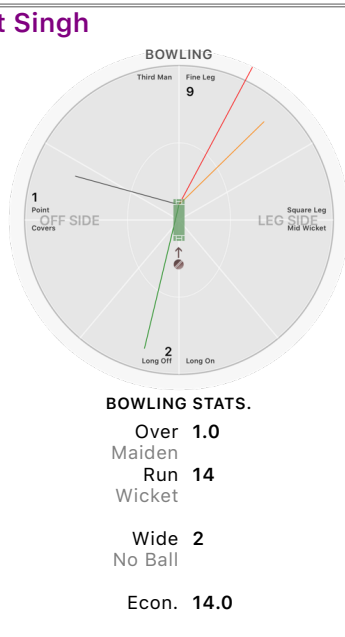 t Singh
BOWLING
Third Man
Fine Leg
9
1
Point
OFF SIDE
Covers
Square Leg
LEG SIDE
Mid Wicket
2
Long Off
Long On
BOWLING STATS.
Over 1.0
Maiden
Run 14
Wicket
Wide 2
No Ball
Econ. 14.0